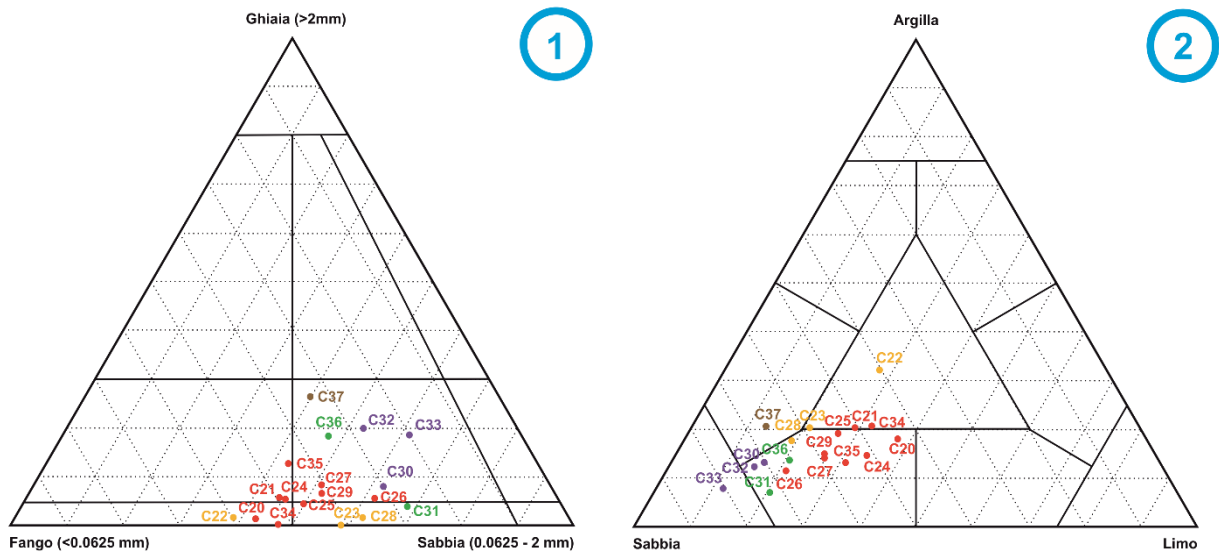 Ghiaia (>2mm)
1
C37
C36
C32
C33
C35
C30
C27
C24
C21
C29
C26
C25
C31
C22
C20
C34
C23
C28
Fango (<0.0625 mm)
Sabbia (0.0625 - 2 mm)
Argilla
2
C22
C37
C23
C25
C21
C34
C28
C20
C29
C36
C35
C30
C24
C32
C27
C33
C31
C26
Sabbia
Limo